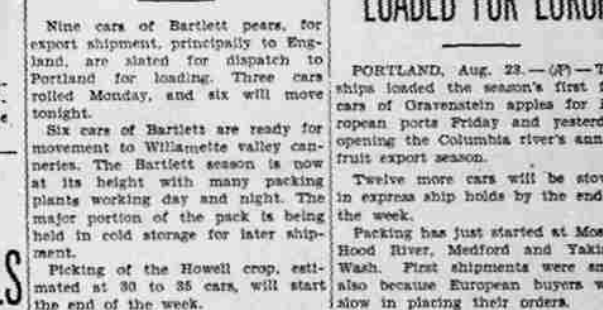 Nine cars of Bartlett pears, for
export shipment, principally to Eng-
land, are slated for dispatch to
Portland for loading. Three cars
rolled Monday, and six will move
tonight.
Six cars of Bartlets are ready for
movement to Willamette valley can-
neries. The Bartlett season is now
at its height with many packing
plants working day and night. The
major portion of the pack is being
held in cold storage for later ship-
ment.
Picking of the Howell crop, esti-
mated at 30 to 35 cars, will start
the end of the week.
LOADED FOR
PORTLAND, Aug. 23.—(AP)—
ships loaded the season's first
cars of Gravenstein apples for
ropean ports Friday and
opening the Columbia river's
fruit export season.
Twelve more cars will be
in express ship holds by the end
the week.
Packing has just started at
Hood River, Medford and
Wash. First shipments were
also because European buyers
slow in placing their orders.